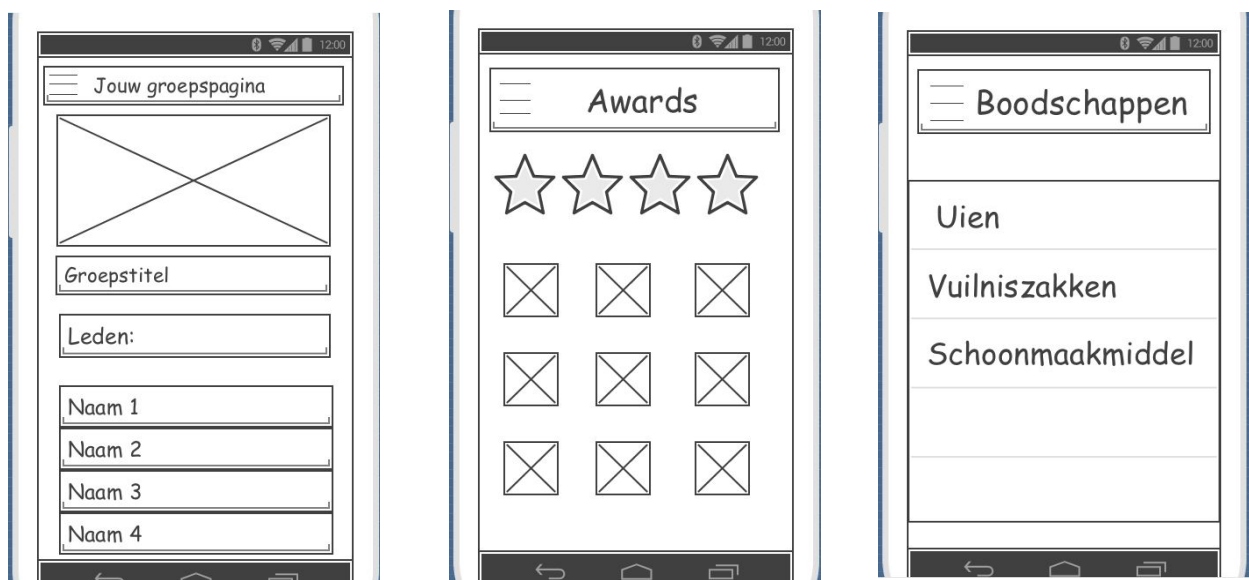 12:00
Jouw groepspagina
Groepstitel
Leden:
Naam 1
Naam 2
Naam 3
Naam 4
12:00
Awards
12:00
Boodschappen
Uien
Vuilniszakken
Schoonmaakmiddel